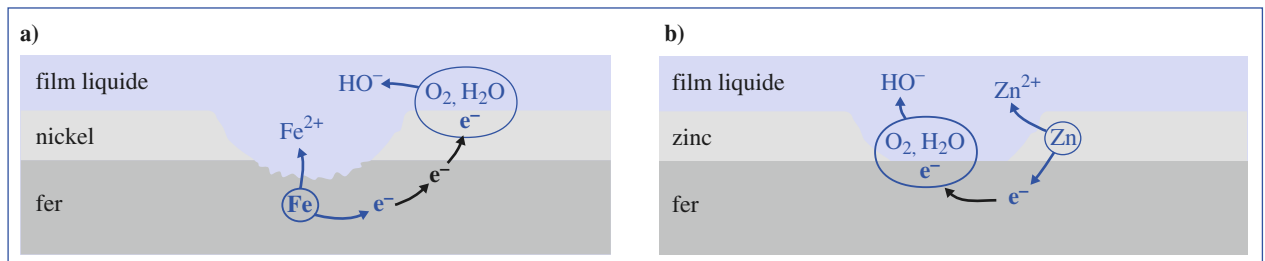 a)
film liquide
nickel
fer
HO⁻
O₂, H₂O
e⁻
Fe²⁺
e⁻
Fe
e⁻
b)
film liquide
zinc
fer
HO⁻
Zn²⁺
O₂, H₂O
e⁻
Zn
e⁻